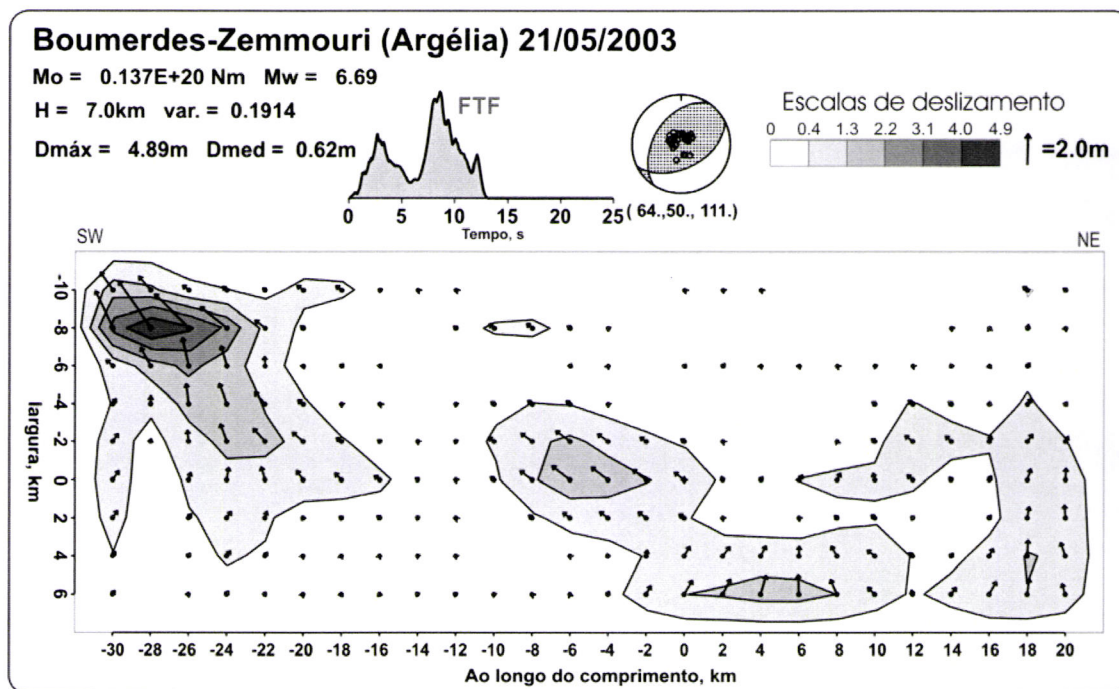 Boumerdes-Zemmouri (Argélia) 21/05/2003
Mo = 0.137E+20 Nm Mw = 6.69
H = 7.0km var. = 0.1914
Dmáx = 4.89m Dmed = 0.62m
FTF
0 5 10 15 20 25
Tempo, s
( 64.,50., 111.)
Escalas de deslizamento
0 0.4 1.3 2.2 3.1 4.0 4.9
=2.0m
SW NE
-10
-8
-6
-4
-2
0
2
4
6
largura, km
-30 -28 -26 -24 -22 -20 -18 -16 -14 -12 -10 -8 -6 -4 -2 0 2 4 6 8 10 12 14 16 18 20
Ao longo do comprimento, km